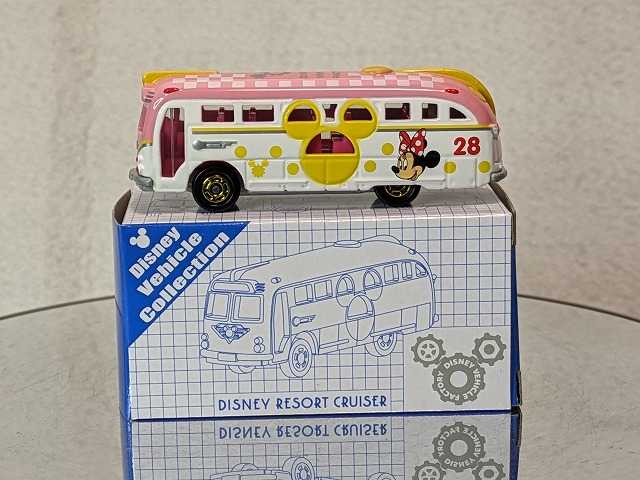 28
Disney
Vehicle
Collection
DISNEY VEHICLE FACTORY
DISNEY RESORT CRUISER